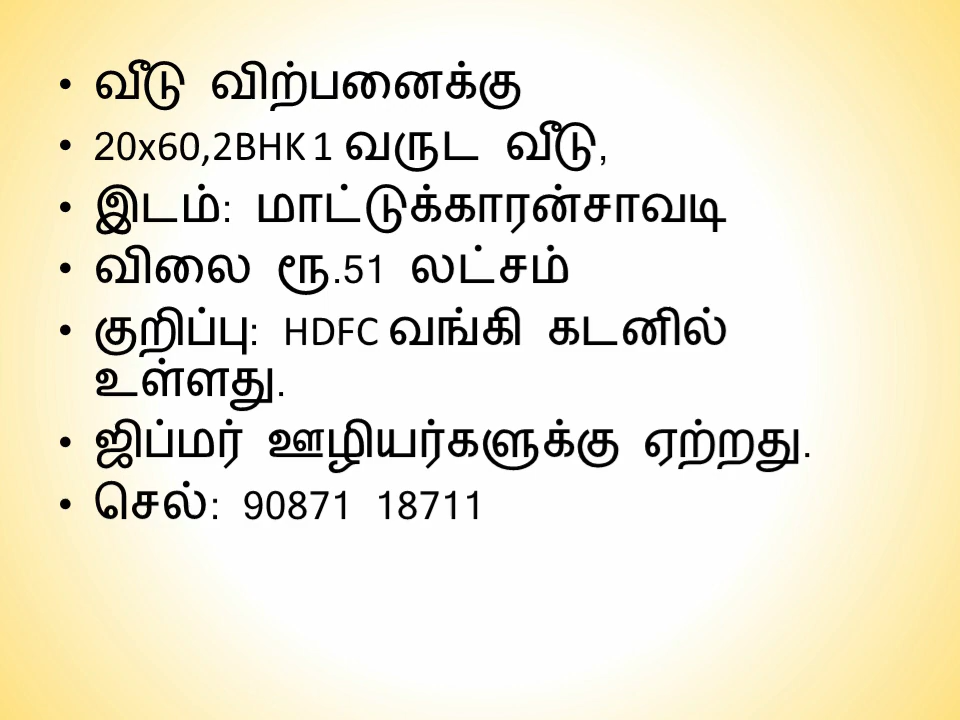 • வீடு விற்பனைக்கு
• 20x60,2BHK 1 வருட வீடு,
• இடம்: மாட்டுக்காரன்சாவடி
• விலை ரூ.51 லட்சம்
• குறிப்பு: HDFC வங்கி கடனில்
உள்ளது.
• ஜிப்மர் ஊழியர்களுக்கு ஏற்றது.
• செல்: 90871 18711